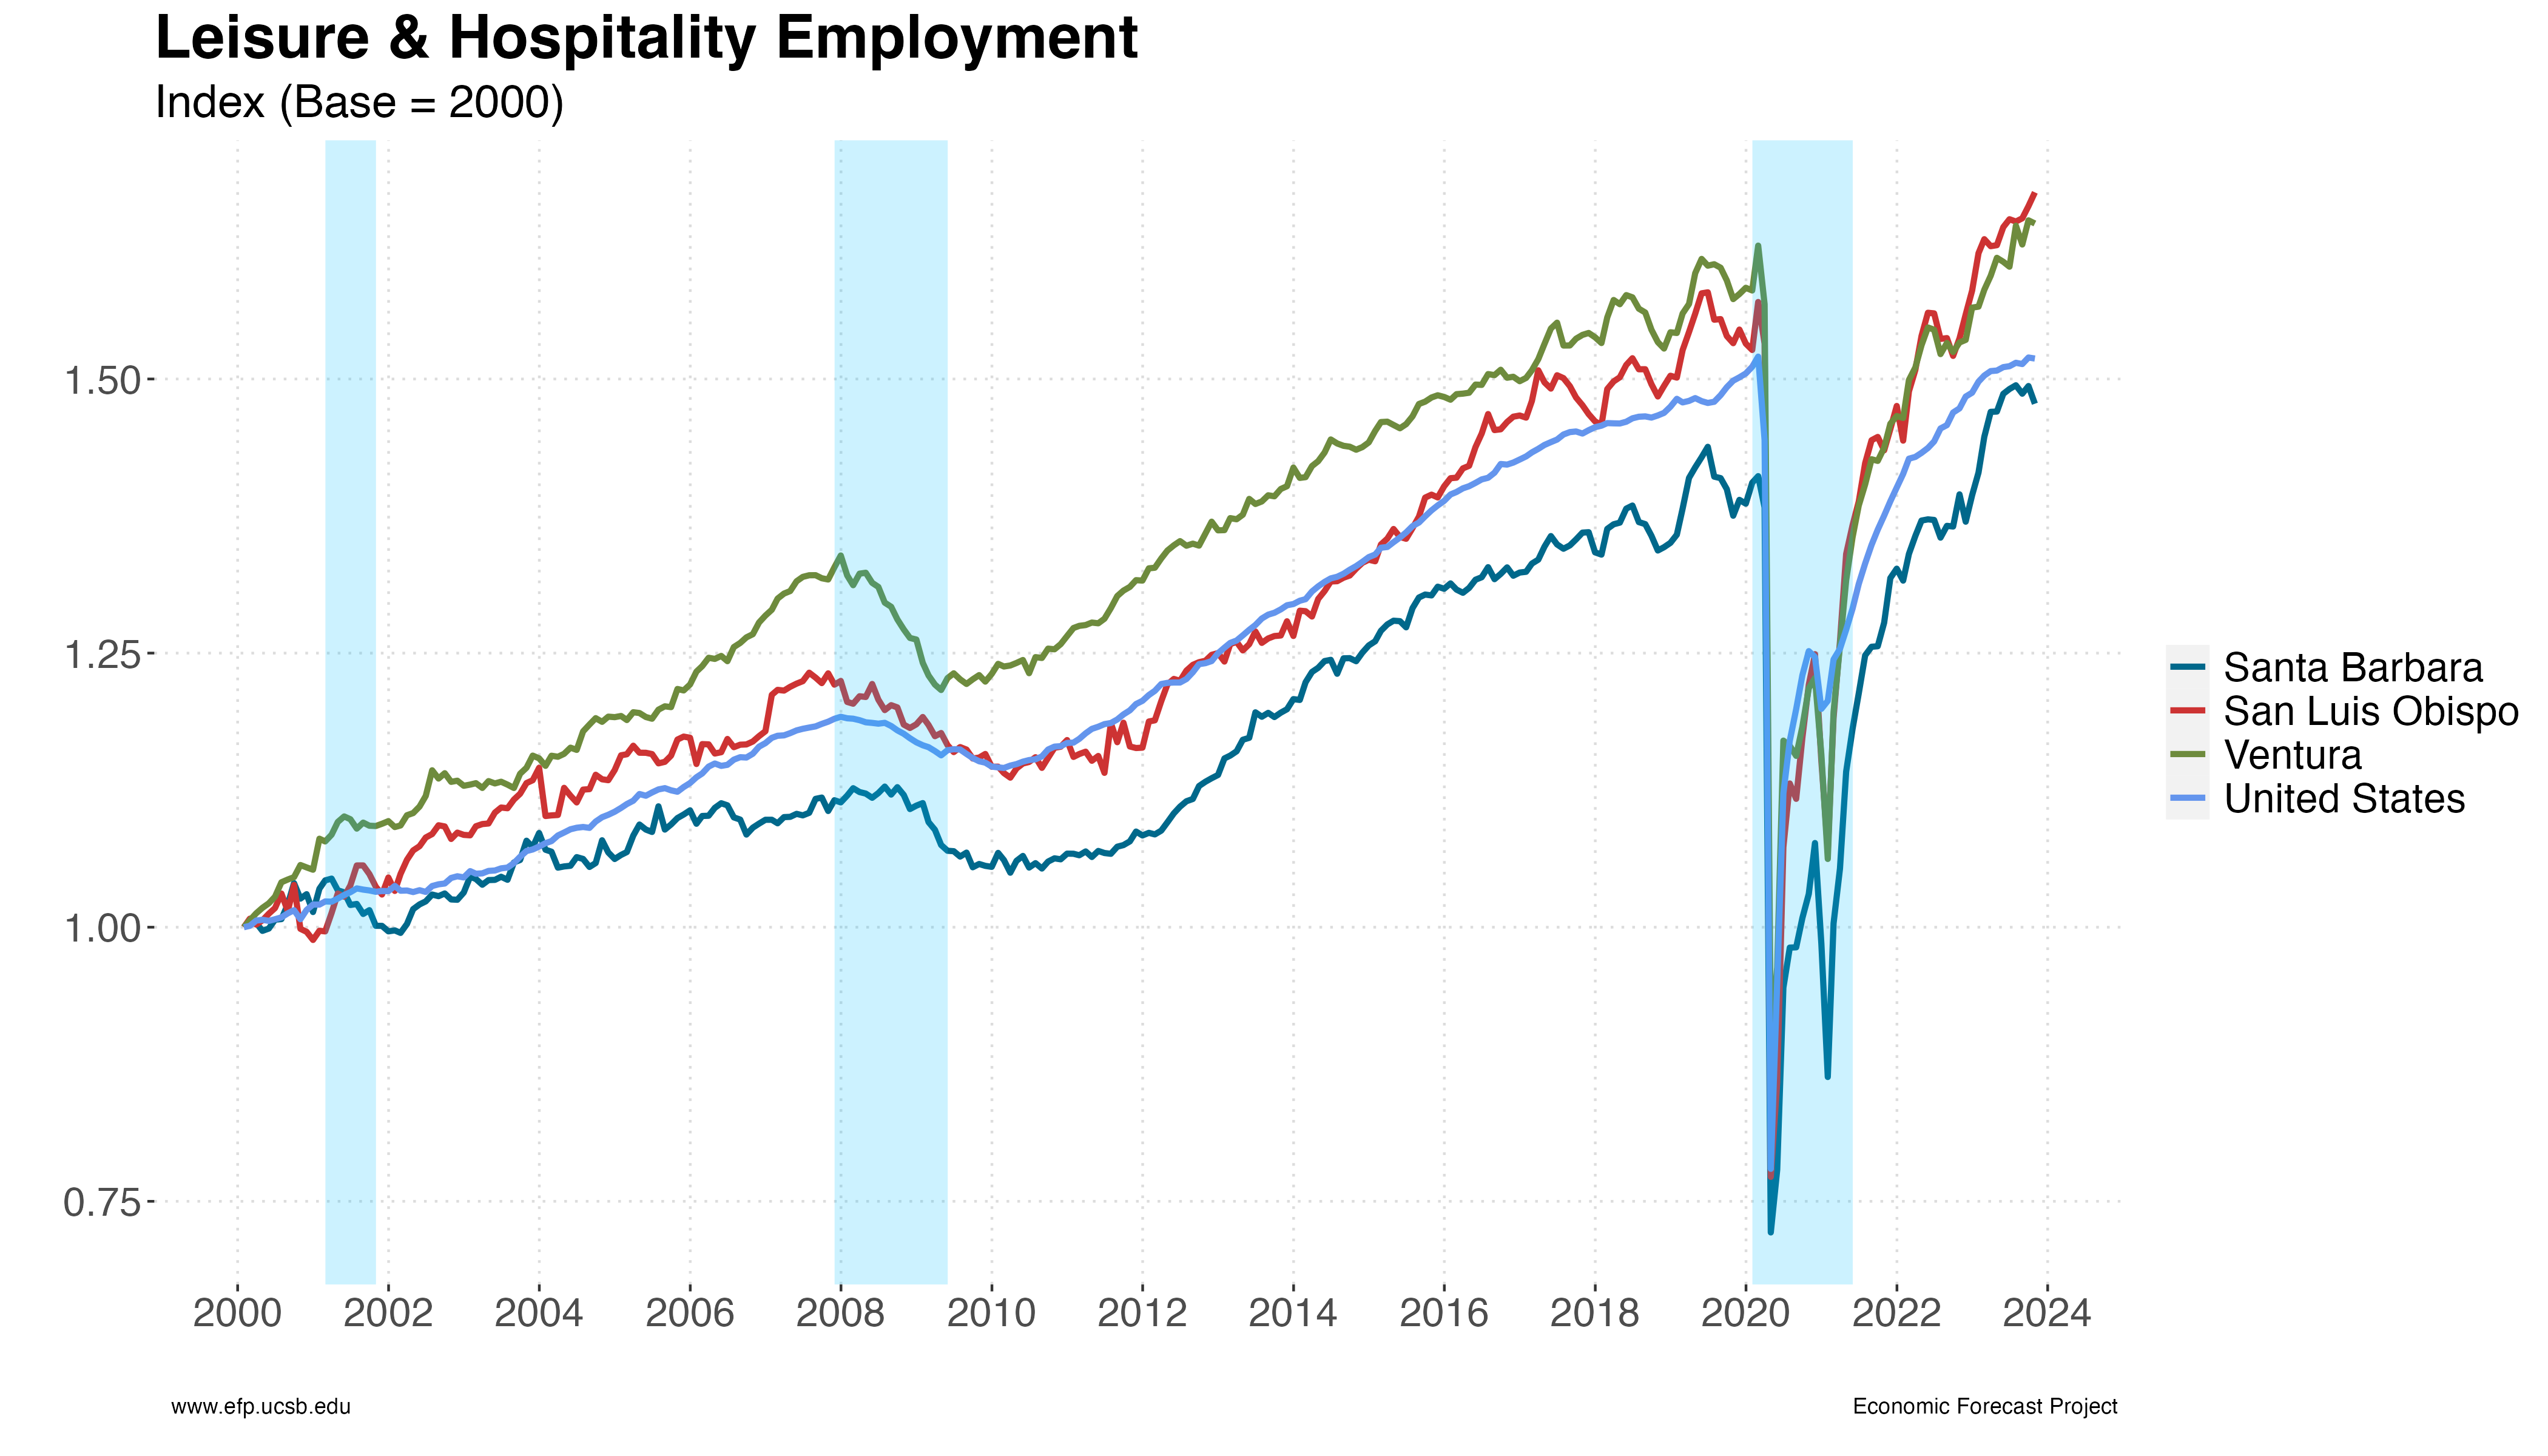 Leisure & Hospitality Employment
Index (Base = 2000)
1.50
1.25
1.00
0.75
2000 2002 2004 2006 2008 2010 2012 2014 2016 2018 2020 2022 2024
Santa Barbara
San Luis Obispo
Ventura
United States
www.efp.ucsb.edu
Economic Forecast Project